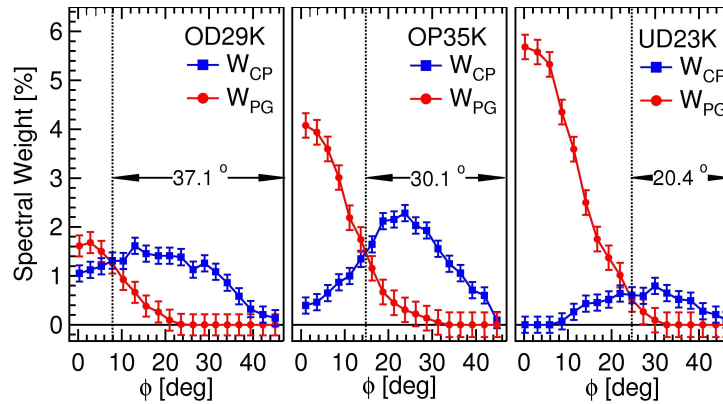 OD29K
W_CP
W_PG
37.1 °
OP35K
W_CP
W_PG
30.1 °
UD23K
W_CP
W_PG
20.4 °
Spectral Weight [%]
6
5
4
3
2
1
0
0 10 20 30 40
0 10 20 30 40
0 10 20 30 40
ϕ [deg]
ϕ [deg]
ϕ [deg]